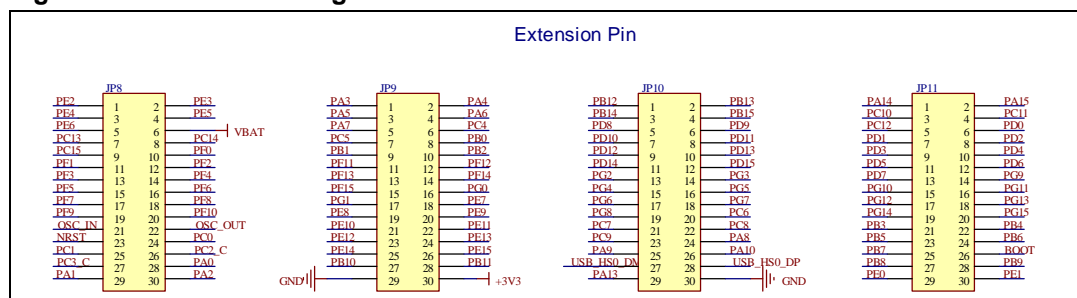 Extension Pin
JP8
PE2 1 2 PE3
PE4 3 4 PE5
PE6 5 6 VBAT
PC13 7 8 PC14
PC15 9 10 PF0
PF1 11 12 PF2
PF3 13 14 PF4
PF5 15 16 PF6
PF7 17 18 PF8
PF9 19 20 PF10
OSC_IN 21 22 OSC_OUT
NRST 23 24 PC0
PC1 25 26 PC2_C
PC3_C 27 28 PA0
PA1 29 30 PA2
JP9
PA3 1 2 PA4
PA5 3 4 PA6
PA7 5 6 PC4
PC5 7 8 PB0
PB1 9 10 PB2
PF11 11 12 PF12
PF13 13 14 PF14
PF15 15 16 PG0
PG1 17 18 PE7
PE8 19 20 PE9
PE10 21 22 PE11
PE12 23 24 PE13
PE14 25 26 PE15
PB10 27 28 PB11
GND 29 30 +3V3
JP10
PB12 1 2 PB13
PB14 3 4 PB15
PD8 5 6 PD9
PD10 7 8 PD11
PD12 9 10 PD13
PD14 11 12 PD15
PG2 13 14 PG3
PG4 15 16 PG5
PG6 17 18 PG7
PG8 19 20 PC6
PC7 21 22 PC8
PC9 23 24 PA8
PA9 25 26 PA10
USB_HS0_DM 27 28 USB_HS0_DP
PA13 29 30 GND
JP11
PA14 1 2 PA15
PC10 3 4 PC11
PC12 5 6 PD0
PD1 7 8 PD2
PD3 9 10 PD4
PD5 11 12 PD6
PD7 13 14 PG9
PG10 15 16 PG11
PG12 17 18 PG13
PG14 19 20 PG15
PB3 21 22 PB4
PB5 23 24 PB6
PB7 25 26 BOOT
PB8 27 28 PB9
PE0 29 30 PE1